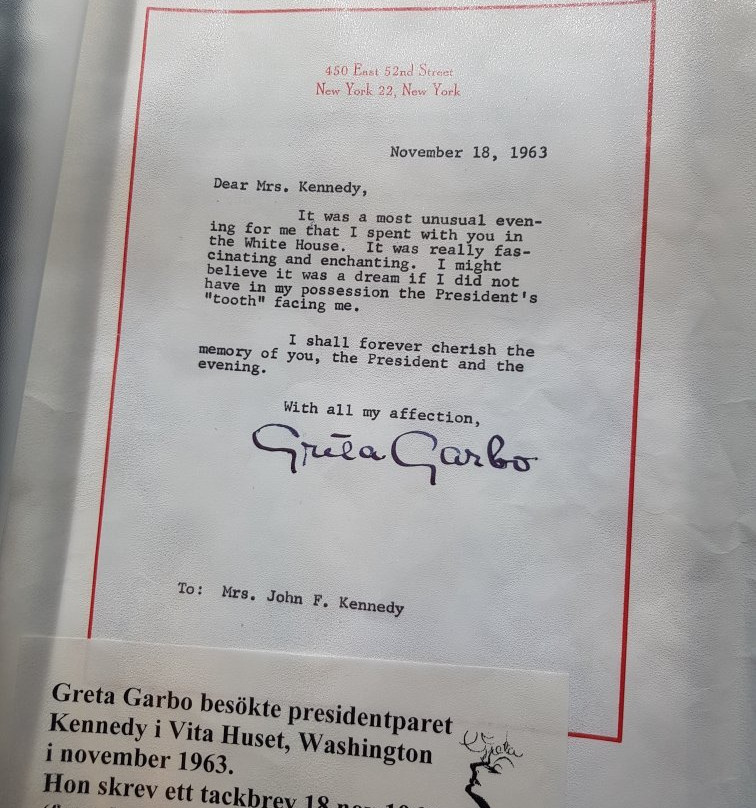 450 East 52nd Street
New York 22, New York
November 18, 1963
Dear Mrs. Kennedy,
It was a most unusual even-
ing for me that I spent with you in
the White House. It was really fas-
cinating and enchanting. I might
believe it was a dream if I did not
have in my possession the President's
"tooth" facing me.
I shall forever cherish the
memory of you, the President and the
evening.
With all my affection,
Greta Garbo
To: Mrs. John F. Kennedy
Greta Garbo besökte presidentparet
Kennedy i Vita Huset, Washington
i november 1963.
Greta
Hon skrev ett tackbrev 18